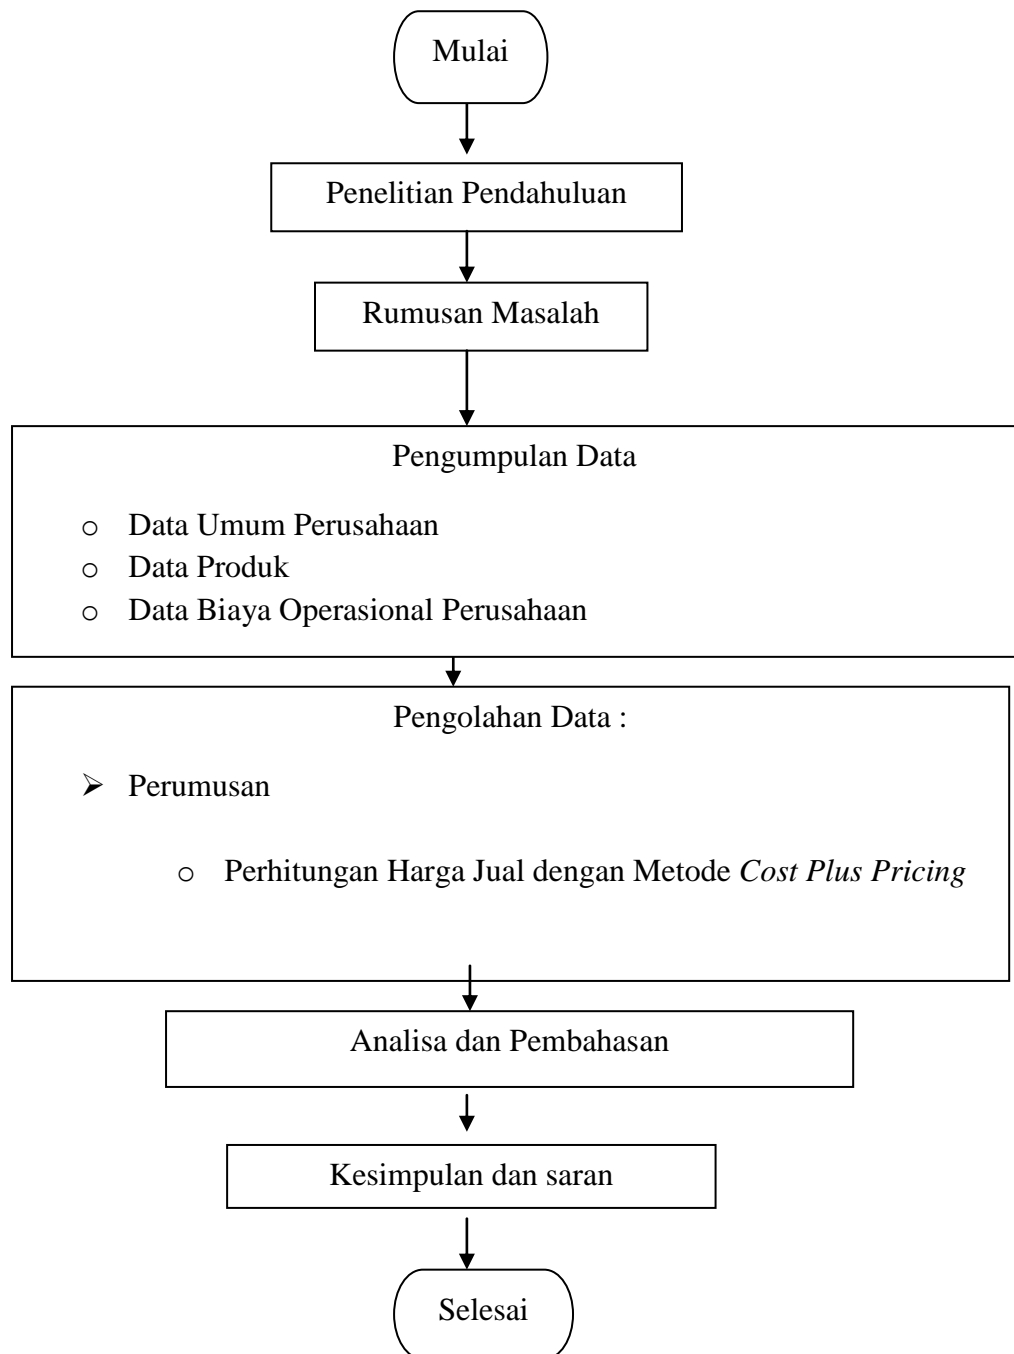 Mulai
Penelitian Pendahuluan
Rumusan Masalah
Pengumpulan Data
o Data Umum Perusahaan
o Data Produk
o Data Biaya Operasional Perusahaan
Pengolahan Data :
➢ Perumusan
o Perhitungan Harga Jual dengan Metode Cost Plus Pricing
Analisa dan Pembahasan
Kesimpulan dan saran
Selesai